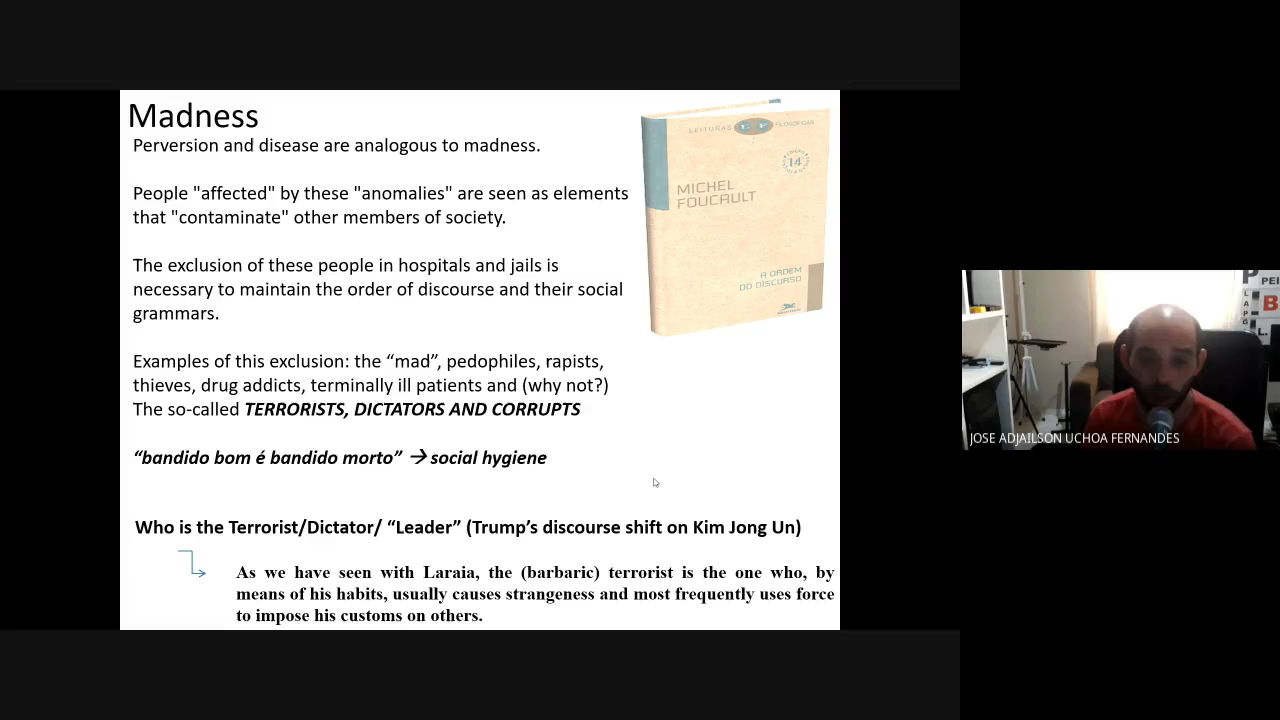 Madness
Perversion and disease are analogous to madness.
People "affected" by these "anomalies" are seen as elements
that "contaminate" other members of society.
The exclusion of these people in hospitals and jails is
necessary to maintain the order of discourse and their social
grammars.
Examples of this exclusion: the “mad”, pedophiles, rapists,
thieves, drug addicts, terminally ill patients and (why not?)
The so-called TERRORISTS, DICTATORS AND CORRUPTS
“bandido bom é bandido morto” → social hygiene
Who is the Terrorist/Dictator/ “Leader” (Trump’s discourse shift on Kim Jong Un)
As we have seen with Laraia, the (barbaric) terrorist is the one who, by
means of his habits, usually causes strangeness and most frequently uses force
to impose his customs on others.
LEITURAS FILOSÓFICAS
14ª
MICHEL
FOUCAULT
A ORDEM
DO DISCURSO
JOSE ADJAILSON UCHOA FERNANDES